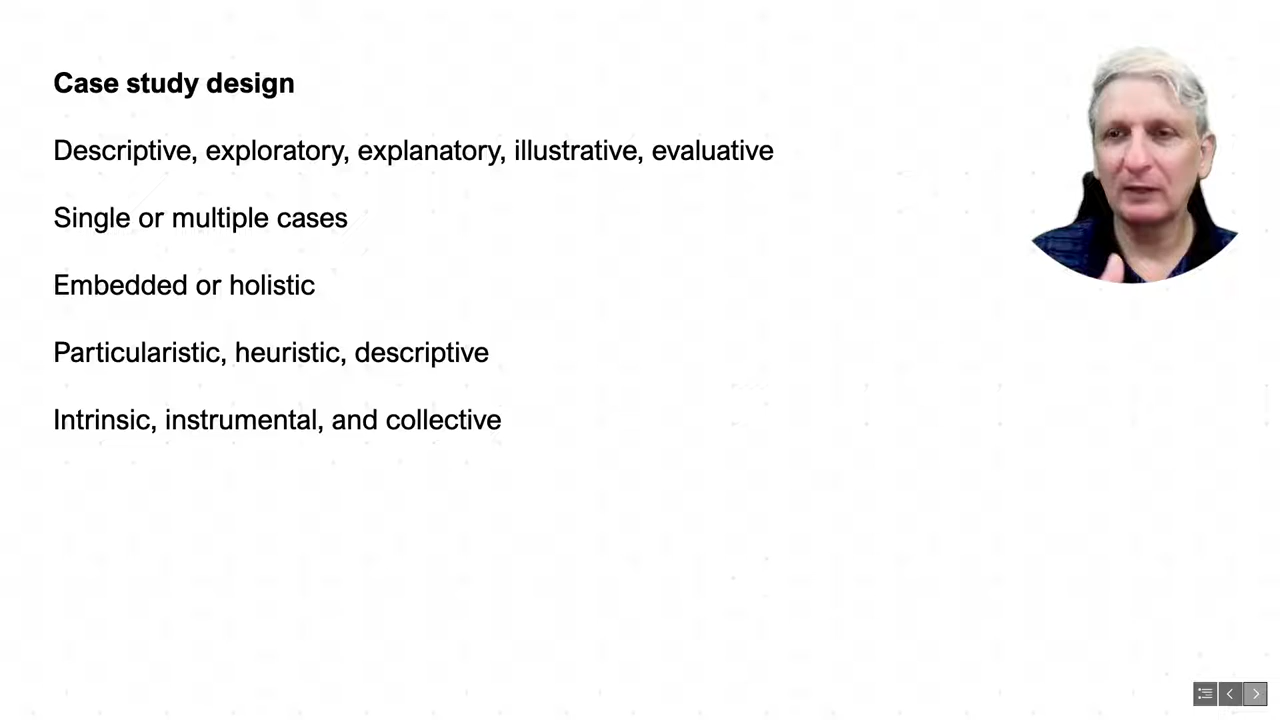 Case study design
Descriptive, exploratory, explanatory, illustrative, evaluative
Single or multiple cases
Embedded or holistic
Particularistic, heuristic, descriptive
Intrinsic, instrumental, and collective